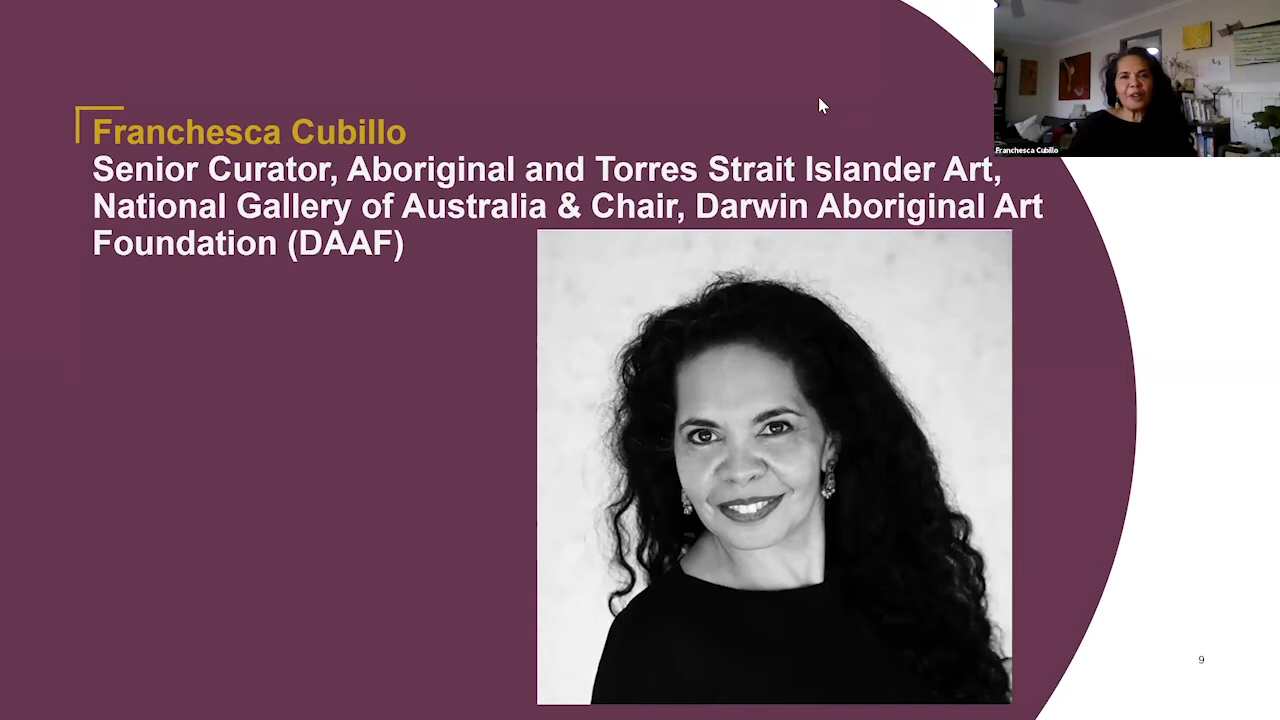 Franchesca Cubillo
Senior Curator, Aboriginal and Torres Strait Islander Art,
National Gallery of Australia & Chair, Darwin Aboriginal Art
Foundation (DAAF)
Franchesca Cubillo
9